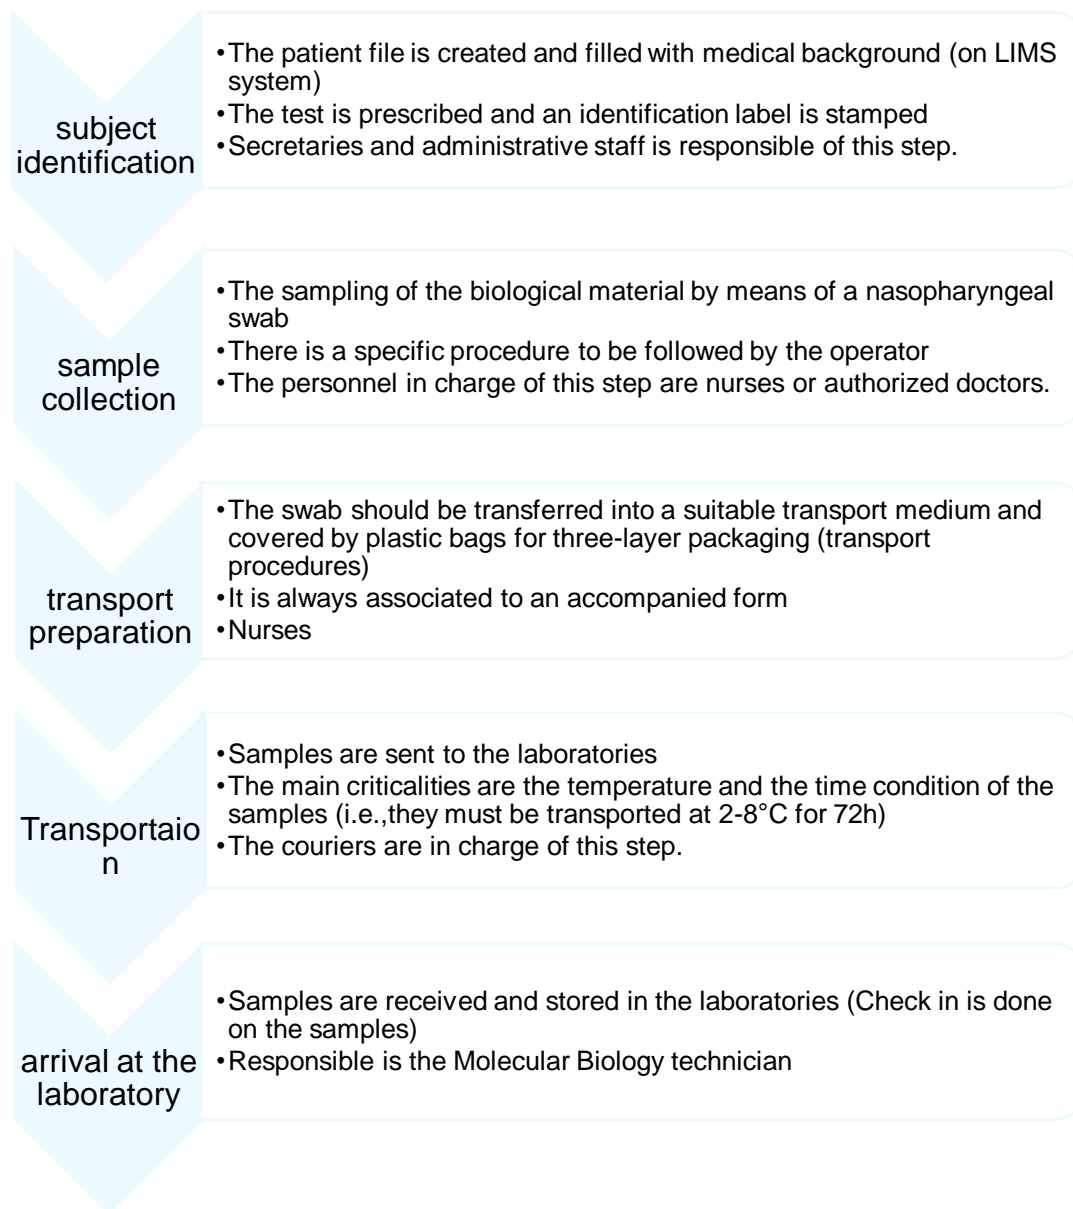 subject
identification
•The patient file is created and filled with medical background (on LIMS
system)
•The test is prescribed and an identification label is stamped
•Secretaries and administrative staff is responsible of this step.
sample
collection
•The sampling of the biological material by means of a nasopharyngeal
swab
•There is a specific procedure to be followed by the operator
•The personnel in charge of this step are nurses or authorized doctors.
transport
preparation
•The swab should be transferred into a suitable transport medium and
covered by plastic bags for three-layer packaging (transport
procedures)
•It is always associated to an accompanied form
•Nurses
Transportaio
n
•Samples are sent to the laboratories
•The main criticalities are the temperature and the time condition of the
samples (i.e.,they must be transported at 2-8°C for 72h)
•The couriers are in charge of this step.
arrival at the
laboratory
•Samples are received and stored in the laboratories (Check in is done
on the samples)
•Responsible is the Molecular Biology technician